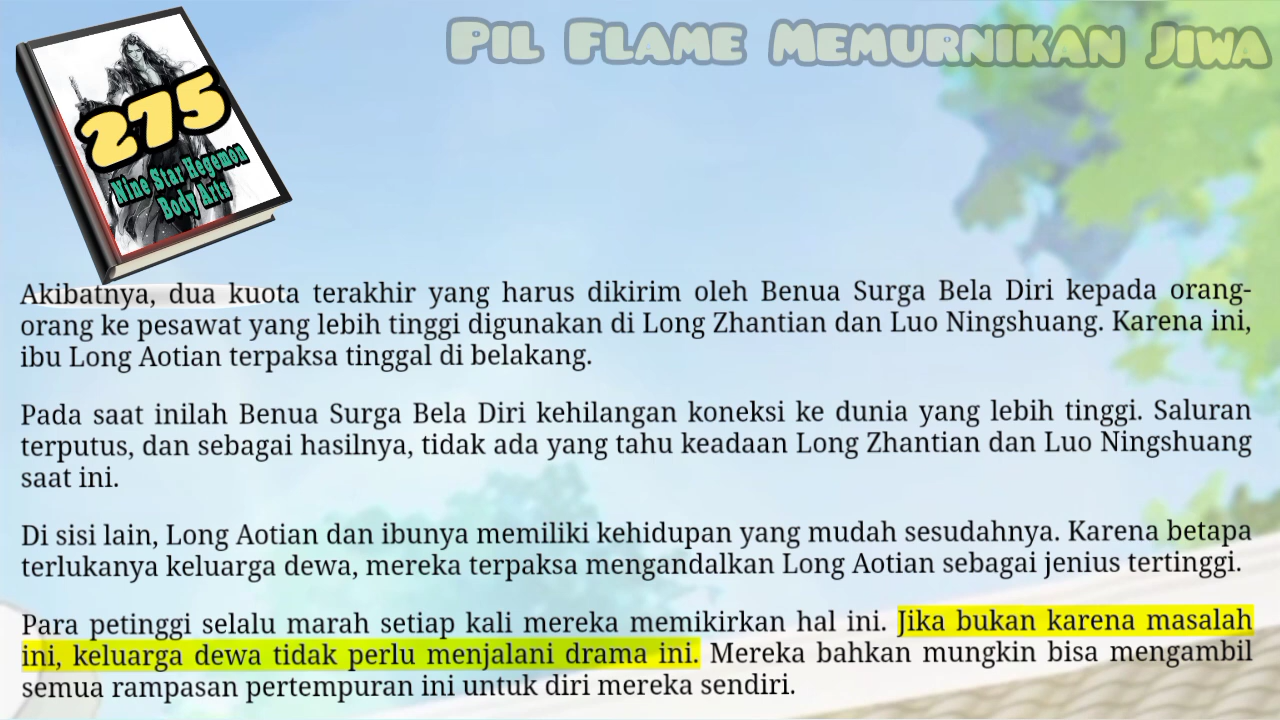 Pil Flame Memurnikan Jiwa
275
Nine Star Hegemon
Body Arts
Akibatnya, dua kuota terakhir yang harus dikirim oleh Benua Surga Bela Diri kepada orang-
orang ke pesawat yang lebih tinggi digunakan di Long Zhantian dan Luo Ningshuang. Karena ini,
ibu Long Aotian terpaksa tinggal di belakang.
Pada saat inilah Benua Surga Bela Diri kehilangan koneksi ke dunia yang lebih tinggi. Saluran
terputus, dan sebagai hasilnya, tidak ada yang tahu keadaan Long Zhantian dan Luo Ningshuang
saat ini.
Di sisi lain, Long Aotian dan ibunya memiliki kehidupan yang mudah sesudahnya. Karena betapa
terlukanya keluarga dewa, mereka terpaksa mengandalkan Long Aotian sebagai jenius tertinggi.
Para petinggi selalu marah setiap kali mereka memikirkan hal ini. Jika bukan karena masalah
ini, keluarga dewa tidak perlu menjalani drama ini. Mereka bahkan mungkin bisa mengambil
semua rampasan pertempuran ini untuk diri mereka sendiri.